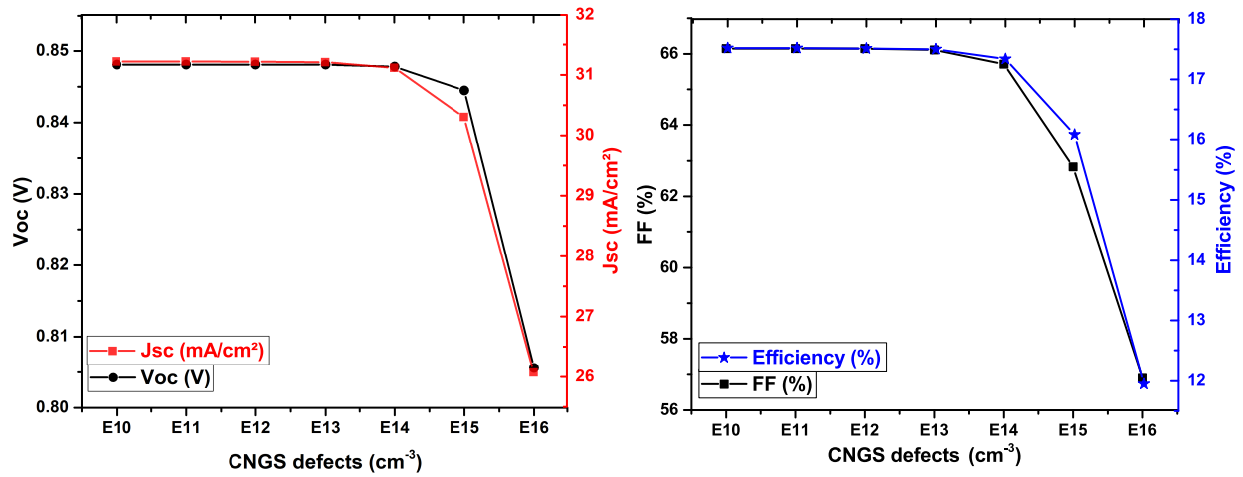 0.85
0.84
0.83
0.82
0.81
0.80
Voc (V)
32
31
30
29
28
27
26
Jsc (mA/cm²)
Jsc (mA/cm²)
Voc (V)
E10 E11 E12 E13 E14 E15 E16
CNGS defects (cm⁻³)
66
64
62
60
58
56
FF (%)
18
17
16
15
14
13
12
Efficiency (%)
Efficiency (%)
FF (%)
E10 E11 E12 E13 E14 E15 E16
CNGS defects (cm⁻³)